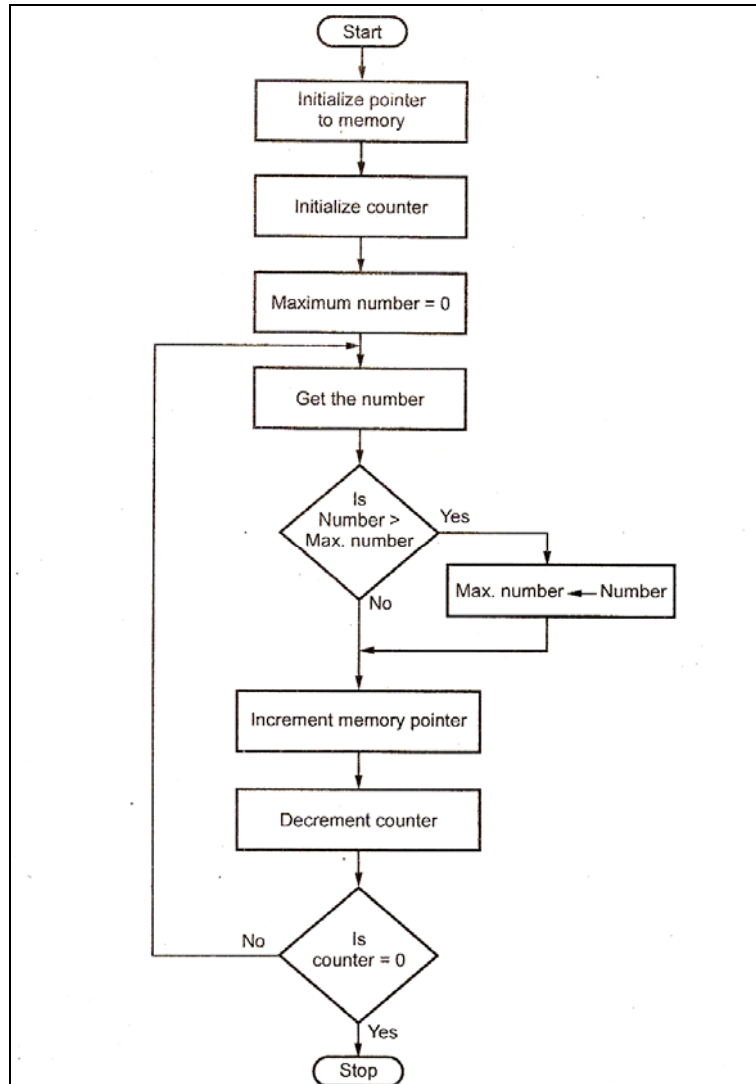 Start
Initialize pointer
to memory
Initialize counter
Maximum number = 0
Get the number
Is
Number >
Max. number
Yes
No
Max. number ← Number
Increment memory pointer
Decrement counter
No
Is
counter = 0
Yes
Stop